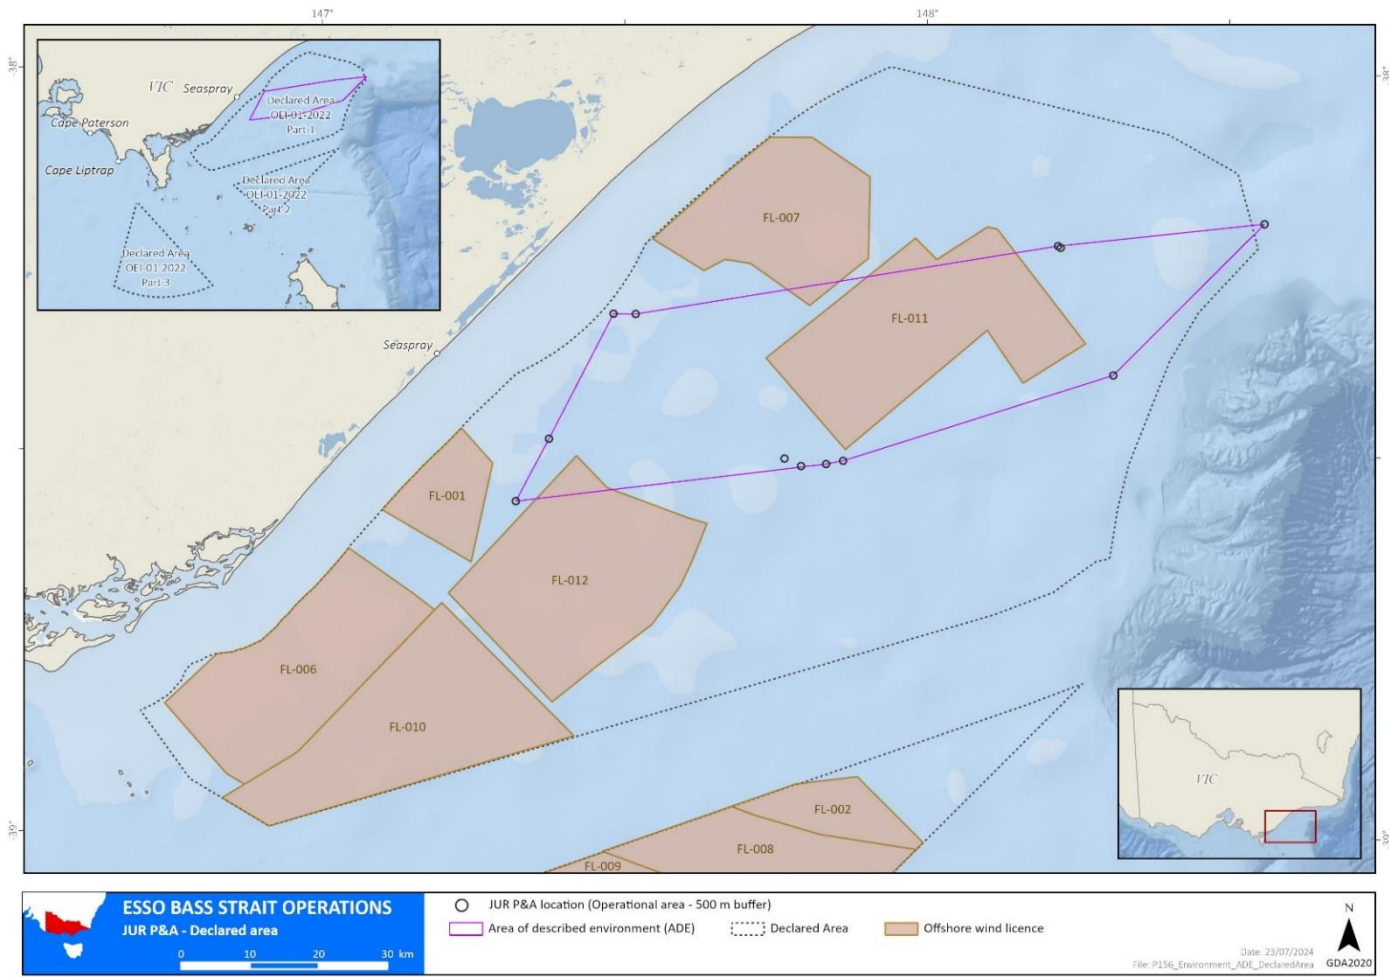 147°
148°
38°
38°
VIC
Seaspray
Declared Area
OEI-01-2022
Part 1
Cape Paterson
Cape Liptrap
Declared Area
OEI-01-2022
Part 2
Declared Area
OEI-01-2022
Part 3
FL-007
FL-011
Seaspray
FL-001
FL-012
FL-006
FL-010
FL-002
FL-008
FL-009
VIC
39°
39°
ESSO BASS STRAIT OPERATIONS
JUR P&A - Declared area
0 10 20 30 km
JUR P&A location (Operational area - 500 m buffer)
Area of described environment (ADE)
Declared Area
Offshore wind licence
N
GDA2020
Date: 23/07/2024
File: P156_Environment_ADE_DeclaredArea